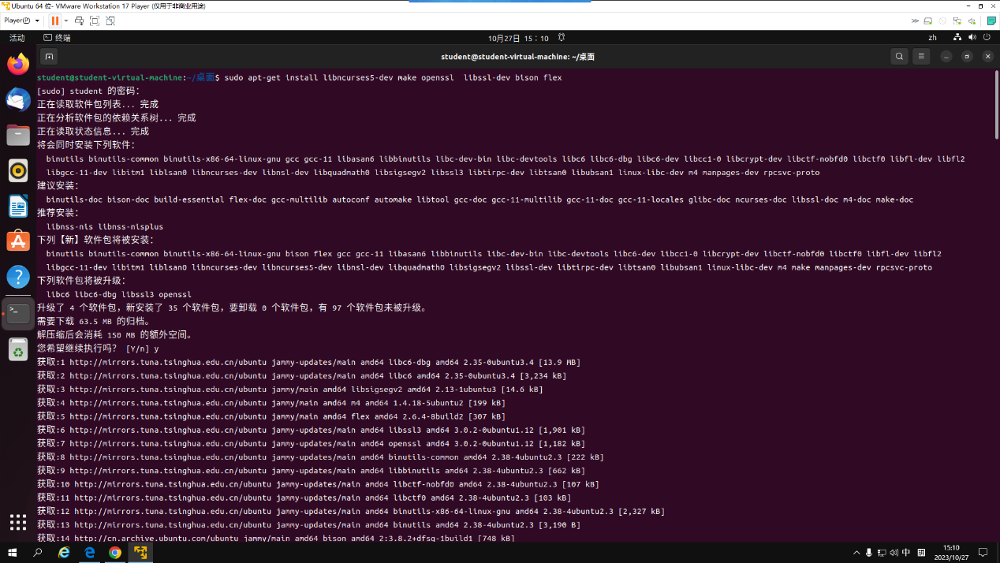 Ubuntu 64 位- VMware Workstation 17 Player (仅用于非商业用途)
Player(P)
活动 终端 10月27日 15：10 zh
student@student-virtual-machine: ~/桌面
student@student-virtual-machine:~/桌面$ sudo apt-get install libncurses5-dev make openssl  libssl-dev bison flex
[sudo] student 的密码：
正在读取软件包列表... 完成
正在分析软件包的依赖关系树... 完成
正在读取状态信息... 完成
将会同时安装下列软件：
binutils binutils-common binutils-x86-64-linux-gnu gcc gcc-11 libasan6 libbinutils libc-dev-bin libc-devtools libc6 libc6-dbg libc6-dev libcc1-0 libcrypt-dev libctf-nobfd0 libctf0 libfl-dev libfl2
libgcc-11-dev libitm1 liblsan0 libncurses-dev libnsl-dev libquadmath0 libsigsegv2 libssl3 libtirpc-dev libtsan0 libubsan1 linux-libc-dev m4 manpages-dev rpcsvc-proto
建议安装：
binutils-doc bison-doc build-essential flex-doc gcc-multilib autoconf automake libtool gcc-doc gcc-11-multilib gcc-11-doc gcc-11-locales glibc-doc ncurses-doc libssl-doc m4-doc make-doc
推荐安装：
libnss-nis libnss-nisplus
下列【新】软件包将被安装：
binutils binutils-common binutils-x86-64-linux-gnu bison flex gcc gcc-11 libasan6 libbinutils libc-dev-bin libc-devtools libc6-dev libcc1-0 libcrypt-dev libctf-nobfd0 libctf0 libfl-dev libfl2
libgcc-11-dev libitm1 liblsan0 libncurses-dev libncurses5-dev libnsl-dev libquadmath0 libsigsegv2 libssl-dev libtirpc-dev libtsan0 libubsan1 linux-libc-dev m4 make manpages-dev rpcsvc-proto
下列软件包将被升级：
libc6 libc6-dbg libssl3 openssl
升级了 4 个软件包，新安装了 35 个软件包，要卸载 0 个软件包，有 97 个软件包未被升级。
需要下载 63.5 MB 的归档。
解压缩后会消耗 150 MB 的额外空间。
您希望继续执行吗？ [Y/n] y
获取:1 http://mirrors.tuna.tsinghua.edu.cn/ubuntu jammy-updates/main amd64 libc6-dbg amd64 2.35-0ubuntu3.4 [13.9 MB]
获取:2 http://mirrors.tuna.tsinghua.edu.cn/ubuntu jammy-updates/main amd64 libc6 amd64 2.35-0ubuntu3.4 [3,234 kB]
获取:3 http://mirrors.tuna.tsinghua.edu.cn/ubuntu jammy/main amd64 libsigsegv2 amd64 2.13-1ubuntu3 [14.6 kB]
获取:4 http://mirrors.tuna.tsinghua.edu.cn/ubuntu jammy/main amd64 m4 amd64 1.4.18-5ubuntu2 [199 kB]
获取:5 http://mirrors.tuna.tsinghua.edu.cn/ubuntu jammy/main amd64 flex amd64 2.6.4-8build2 [307 kB]
获取:6 http://mirrors.tuna.tsinghua.edu.cn/ubuntu jammy-updates/main amd64 libssl3 amd64 3.0.2-0ubuntu1.12 [1,901 kB]
获取:7 http://mirrors.tuna.tsinghua.edu.cn/ubuntu jammy-updates/main amd64 openssl amd64 3.0.2-0ubuntu1.12 [1,182 kB]
获取:8 http://mirrors.tuna.tsinghua.edu.cn/ubuntu jammy-updates/main amd64 binutils-common amd64 2.38-4ubuntu2.3 [222 kB]
获取:9 http://mirrors.tuna.tsinghua.edu.cn/ubuntu jammy-updates/main amd64 libbinutils amd64 2.38-4ubuntu2.3 [662 kB]
获取:10 http://mirrors.tuna.tsinghua.edu.cn/ubuntu jammy-updates/main amd64 libctf-nobfd0 amd64 2.38-4ubuntu2.3 [107 kB]
获取:11 http://mirrors.tuna.tsinghua.edu.cn/ubuntu jammy-updates/main amd64 libctf0 amd64 2.38-4ubuntu2.3 [103 kB]
获取:12 http://mirrors.tuna.tsinghua.edu.cn/ubuntu jammy-updates/main amd64 binutils-x86-64-linux-gnu amd64 2.38-4ubuntu2.3 [2,327 kB]
获取:13 http://mirrors.tuna.tsinghua.edu.cn/ubuntu jammy-updates/main amd64 binutils amd64 2.38-4ubuntu2.3 [3,190 B]
获取:14 http://cn.archive.ubuntu.com/ubuntu jammy/main amd64 bison amd64 2:3.8.2+dfsg-1build1 [748 kB]
中 拼 15:10
2023/10/27